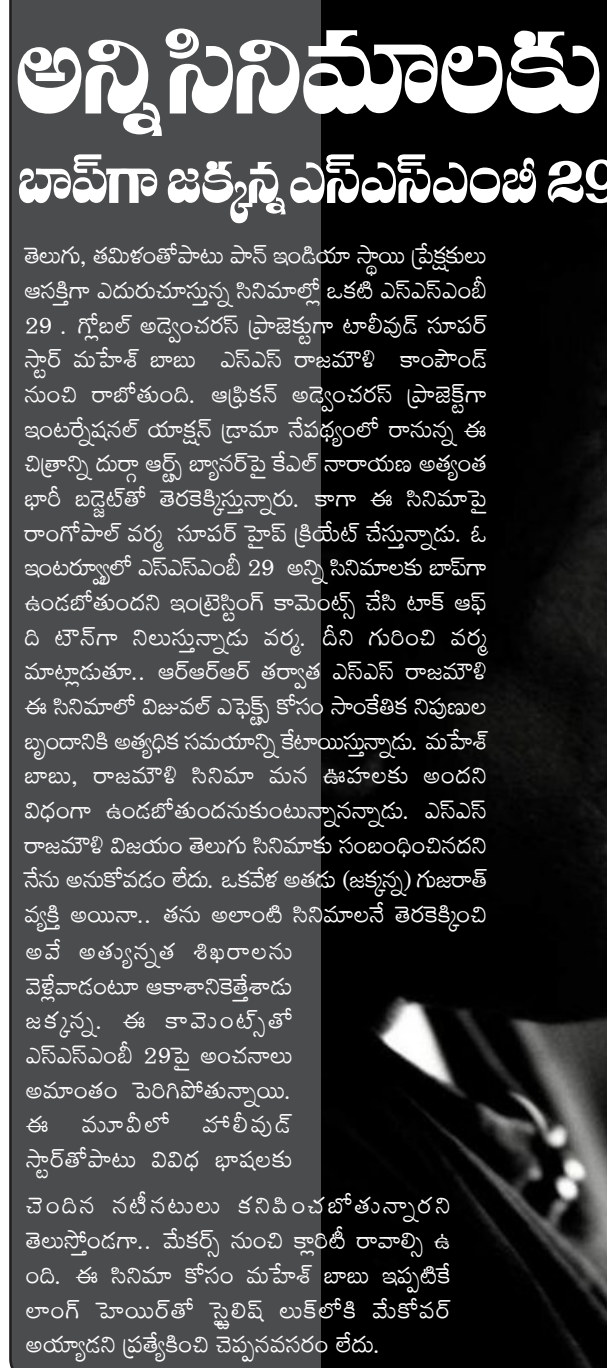 అన్ని సినిమాలకు
బాప్‌గా జక్కన్న ఎస్ఎస్ఎంబీ 29
తెలుగు, తమిళంతోపాటు పాన్ ఇండియా స్థాయి ప్రేక్షకులు
ఆసక్తిగా ఎదురుచూస్తున్న సినిమాల్లో ఒకటి ఎస్ఎస్ఎంబీ
29 . గ్లోబల్ అడ్వెంచరస్ ప్రాజెక్టుగా టాలీవుడ్ సూపర్
స్టార్ మహేశ్ బాబు ఎస్ఎస్ రాజమౌళి కాంపౌండ్
నుంచి రాబోతుంది. ఆఫ్రికన్ అడ్వెంచరస్ ప్రాజెక్ట్‌గా
ఇంటర్నేషనల్ యాక్షన్ డ్రామా నేపథ్యంలో రానున్న ఈ
చిత్రాన్ని దుర్గా ఆర్ట్స్ బ్యానర్‌పై కేఎల్ నారాయణ అత్యంత
భారీ బడ్జెట్‌తో తెరకెక్కిస్తున్నారు. కాగా ఈ సినిమాపై
రాంగోపాల్ వర్మ సూపర్ హైప్ క్రియేట్ చేస్తున్నాడు. ఓ
ఇంటర్వ్యూలో ఎస్ఎస్ఎంబీ 29 అన్ని సినిమాలకు బాప్‌గా
ఉండబోతుందని ఇంట్రెస్టింగ్ కామెంట్స్ చేసి టాక్ ఆఫ్
ది టౌన్‌గా నిలుస్తున్నాడు వర్మ. దీని గురించి వర్మ
మాట్లాడుతూ.. ఆర్ఆర్ఆర్ తర్వాత ఎస్ఎస్ రాజమౌళి
ఈ సినిమాలో విజువల్ ఎఫెక్ట్స్ కోసం సాంకేతిక నిపుణుల
బృందానికి అత్యధిక సమయాన్ని కేటాయిస్తున్నాడు. మహేశ్
బాబు, రాజమౌళి సినిమా మన ఊహలకు అందని
విధంగా ఉండబోతుందనుకుంటున్నానన్నాడు. ఎస్ఎస్
రాజమౌళి విజయం తెలుగు సినిమాకు సంబంధించినదని
నేను అనుకోవడం లేదు. ఒకవేళ అతడు (జక్కన్న) గుజరాత్
వ్యక్తి అయినా.. తను అలాంటి సినిమాలనే తెరకెక్కించి
అవే అత్యున్నత శిఖరాలను
వెళ్లేవాడంటూ ఆకాశానికెత్తేశాడు
జక్కన్న. ఈ కామెంట్స్‌తో
ఎస్ఎస్ఎంబీ 29పై అంచనాలు
అమాంతం పెరిగిపోతున్నాయి.
ఈ మూవీలో హాలీవుడ్
స్టార్‌తోపాటు వివిధ భాషలకు
చెందిన నటీనటులు కనిపించబోతున్నారని
తెలుస్తోండగా.. మేకర్స్ నుంచి క్లారిటీ రావాల్సి ఉ
ంది. ఈ సినిమా కోసం మహేశ్ బాబు ఇప్పటికే
లాంగ్ హెయిర్‌తో స్టైలిష్ లుక్‌లోకి మేకోవర్
అయ్యాడని ప్రత్యేకించి చెప్పనవసరం లేదు.